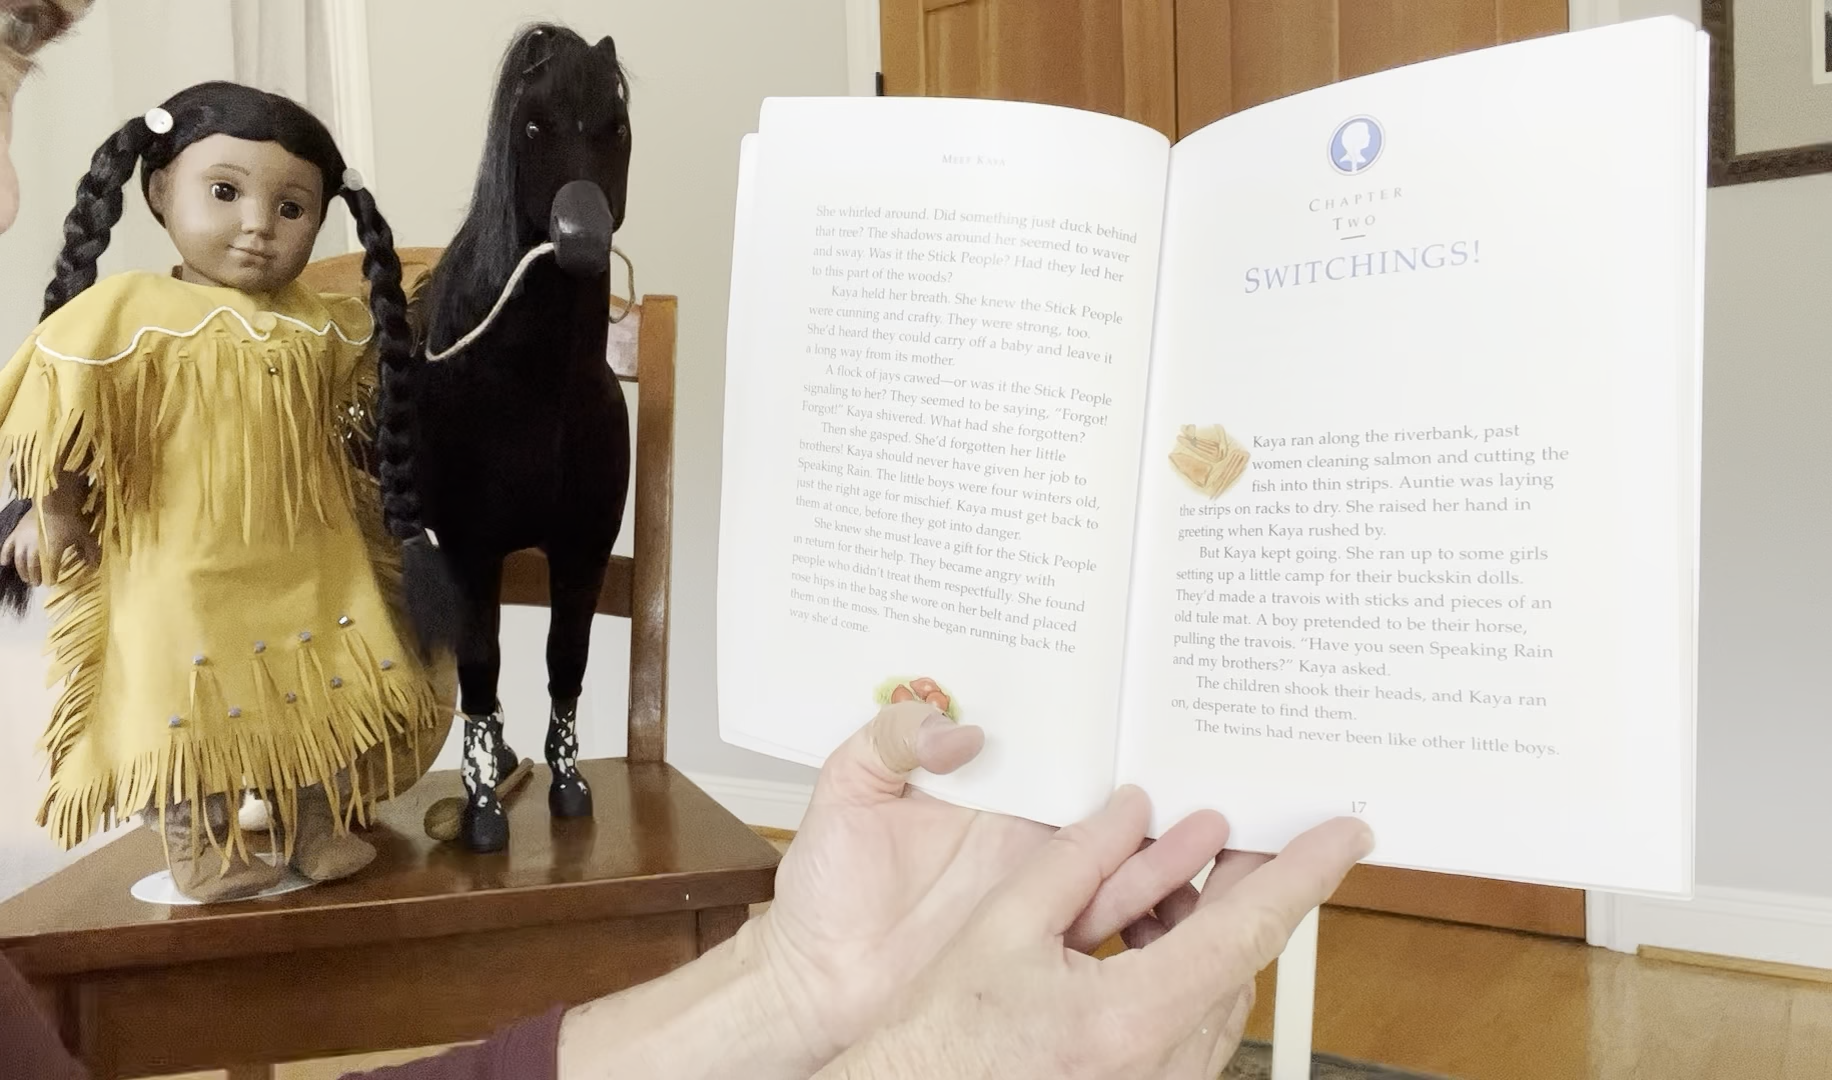 MEET KAYA
She whirled around. Did something just duck behind
that tree? The shadows around her seemed to waver
and sway. Was it the Stick People? Had they led her
to this part of the woods?
Kaya held her breath. She knew the Stick People
were cunning and crafty. They were strong, too.
She'd heard they could carry off a baby and leave it
a long way from its mother.
A flock of jays cawed—or was it the Stick People
signaling to her? They seemed to be saying, "Forgot!
Forgot!" Kaya shivered. What had she forgotten?
Then she gasped. She'd forgotten her little
brothers! Kaya should never have given her job to
Speaking Rain. The little boys were four winters old,
just the right age for mischief. Kaya must get back to
them at once, before they got into danger.
She knew she must leave a gift for the Stick People
in return for their help. They became angry with
people who didn't treat them respectfully. She found
rose hips in the bag she wore on her belt and placed
them on the moss. Then she began running back the
way she'd come.
CHAPTER
TWO
SWITCHINGS!
Kaya ran along the riverbank, past
women cleaning salmon and cutting the
fish into thin strips. Auntie was laying
the strips on racks to dry. She raised her hand in
greeting when Kaya rushed by.
But Kaya kept going. She ran up to some girls
setting up a little camp for their buckskin dolls.
They'd made a travois with sticks and pieces of an
old tule mat. A boy pretended to be their horse,
pulling the travois. "Have you seen Speaking Rain
and my brothers?" Kaya asked.
The children shook their heads, and Kaya ran
on, desperate to find them.
The twins had never been like other little boys.
17